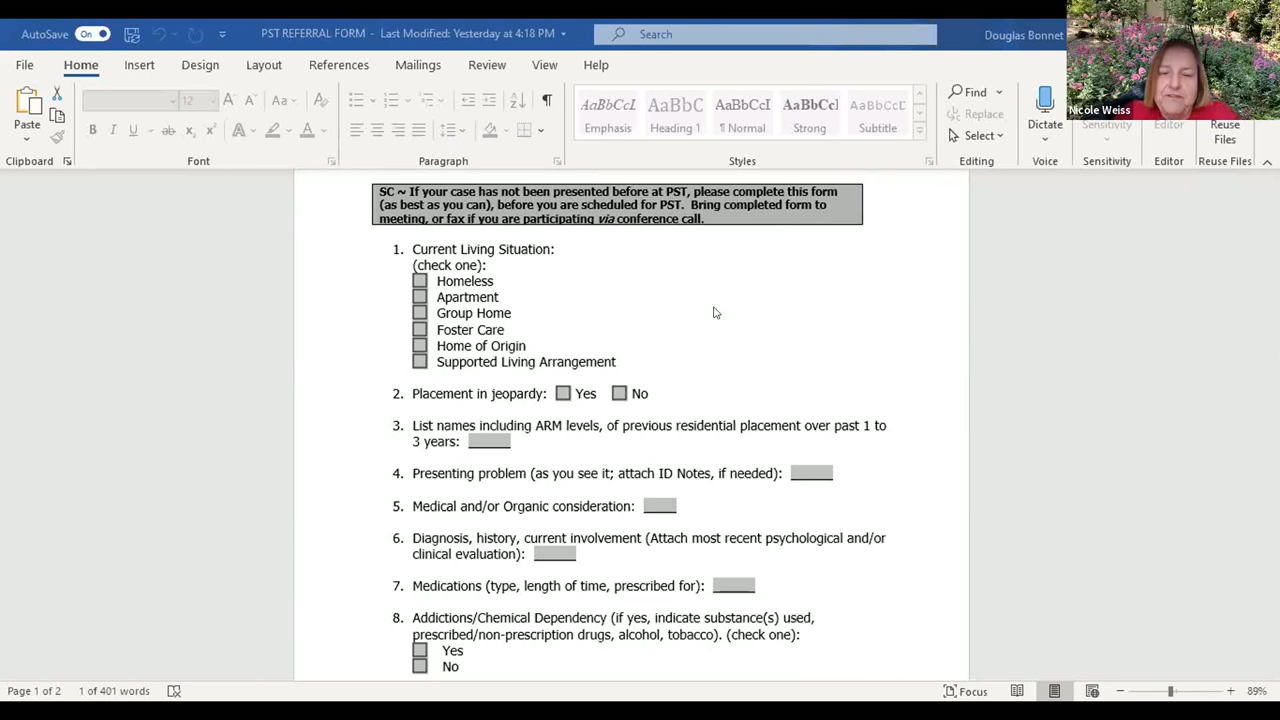 AutoSave On PST REFERRAL FORM - Last Modified: Yesterday at 4:18 PM Search Douglas Bonnet
File Home Insert Design Layout References Mailings Review View Help
Nicole Weiss
Paste
12 Aa
AaBbCcI AaBbC AaBbCcI AaBbCcI AaBbCcI
Emphasis Heading 1 ¶ Normal Strong Subtitle
Find
Replace
Select
Dictate
Sensitivity
Editor
Reuse
Files
Clipboard Font Paragraph Styles Editing Voice Sensitivity Editor Reuse Files
SC ~ If your case has not been presented before at PST, please complete this form
(as best as you can), before you are scheduled for PST. Bring completed form to
meeting, or fax if you are participating via conference call.
1. Current Living Situation:
(check one):
Homeless
Apartment
Group Home
Foster Care
Home of Origin
Supported Living Arrangement
2. Placement in jeopardy: Yes No
3. List names including ARM levels, of previous residential placement over past 1 to
3 years:
4. Presenting problem (as you see it; attach ID Notes, if needed):
5. Medical and/or Organic consideration:
6. Diagnosis, history, current involvement (Attach most recent psychological and/or
clinical evaluation):
7. Medications (type, length of time, prescribed for):
8. Addictions/Chemical Dependency (if yes, indicate substance(s) used,
prescribed/non-prescription drugs, alcohol, tobacco). (check one):
Yes
No
Page 1 of 2 1 of 401 words Focus 89%